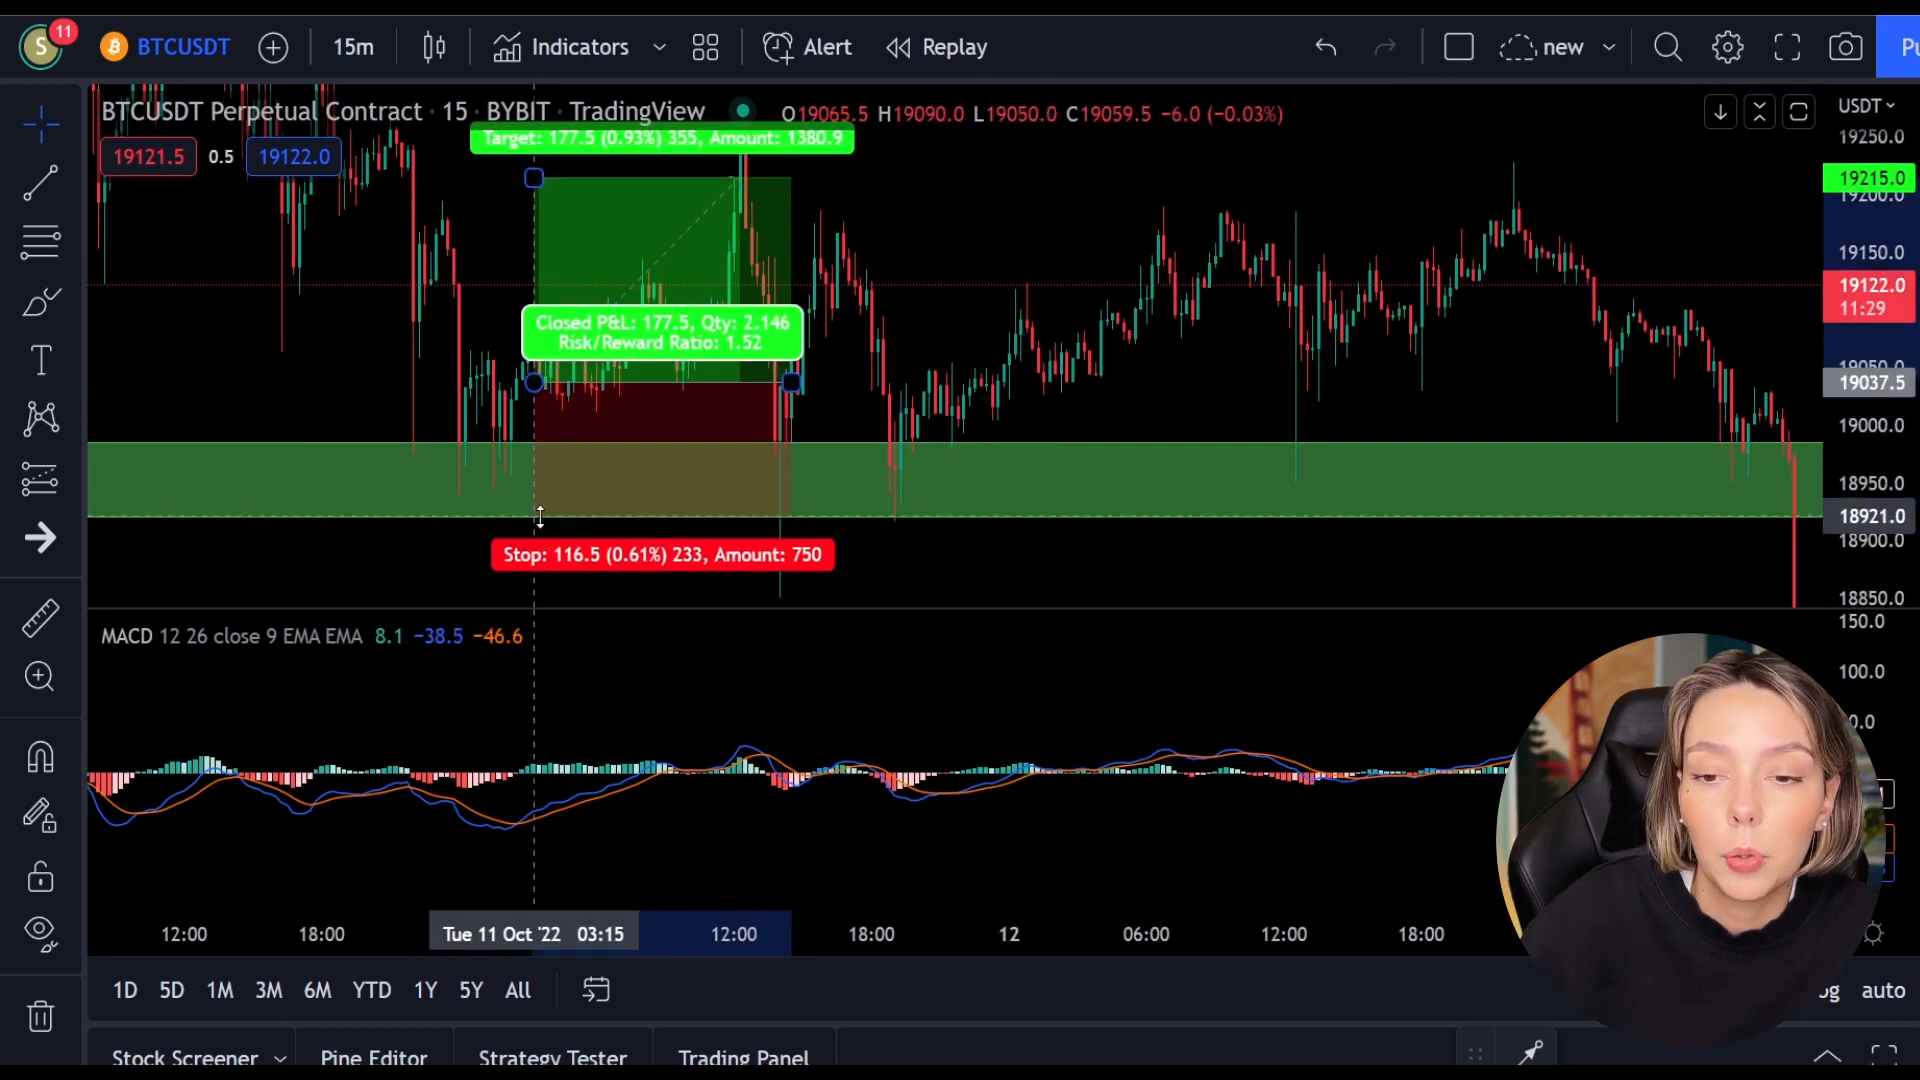 S 11 BTCUSDT 15m Indicators Alert Replay new
BTCUSDT Perpetual Contract · 15 · BYBIT · TradingView O19065.5 H19090.0 L19050.0 C19059.5 −6.0 (−0.03%) USDT
Target: 177.5 (0.93%) 355, Amount: 1380.9
19250.0
19121.5 0.5 19122.0
19215.0
19200.0
19150.0
19122.0
11:29
Closed P&L: 177.5, Qty: 2.146
Risk/Reward Ratio: 1.52
19050.0
19037.5
19000.0
18950.0
18921.0
18900.0
Stop: 116.5 (0.61%) 233, Amount: 750
18850.0
MACD 12 26 close 9 EMA EMA 8.1 −38.5 −46.6
150.0
100.0
12:00 18:00 Tue 11 Oct '22 03:15 12:00 18:00 12 06:00 12:00 18:00
1D 5D 1M 3M 6M YTD 1Y 5Y All auto
Stock Screener Pine Editor Strategy Tester Trading Panel